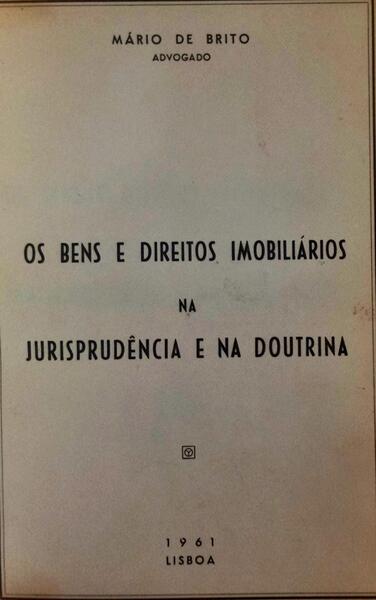 MÁRIO DE BRITO
ADVOGADO
OS BENS E DIREITOS IMOBILIÁRIOS
NA
JURISPRUDÊNCIA E NA DOUTRINA
1961
LISBOA